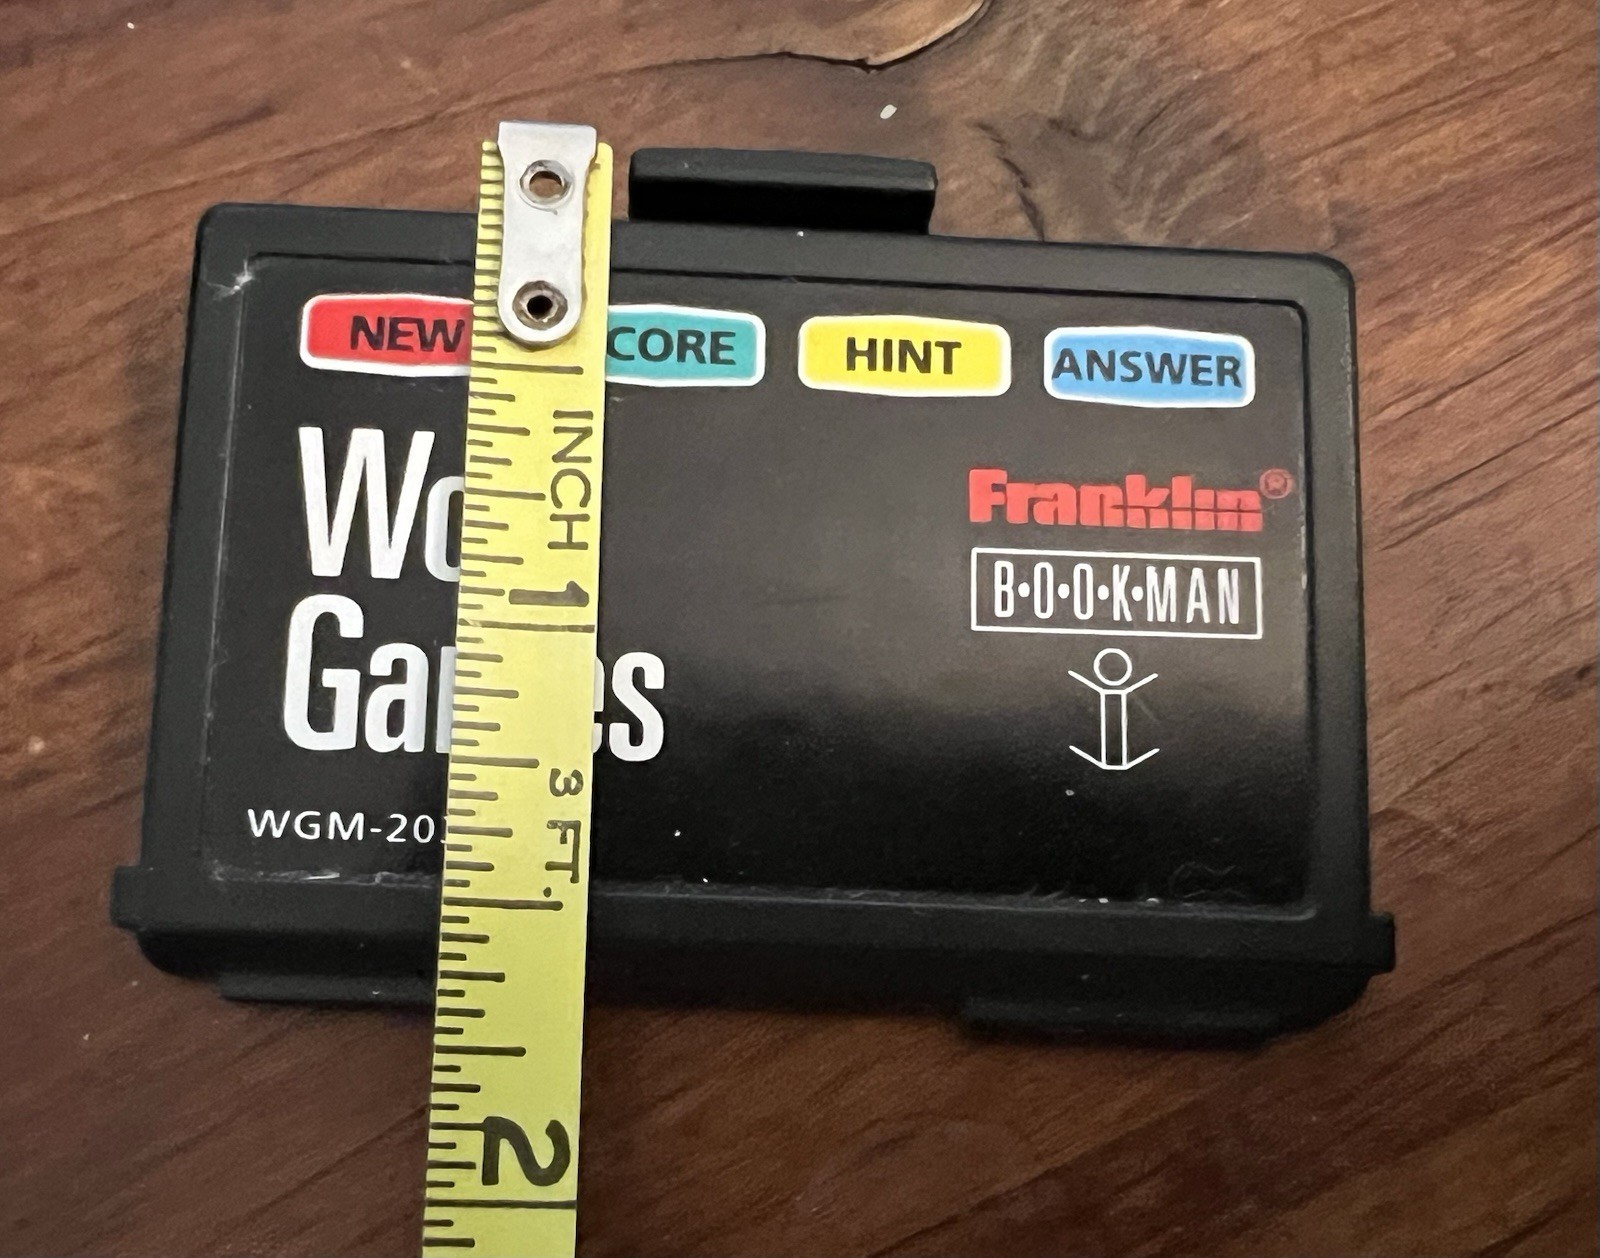 NEW CORE HINT ANSWER
INCH
Wo
Franklin®
B•O•O•K•MAN
1
Ga es
3 FT.
WGM-20
2